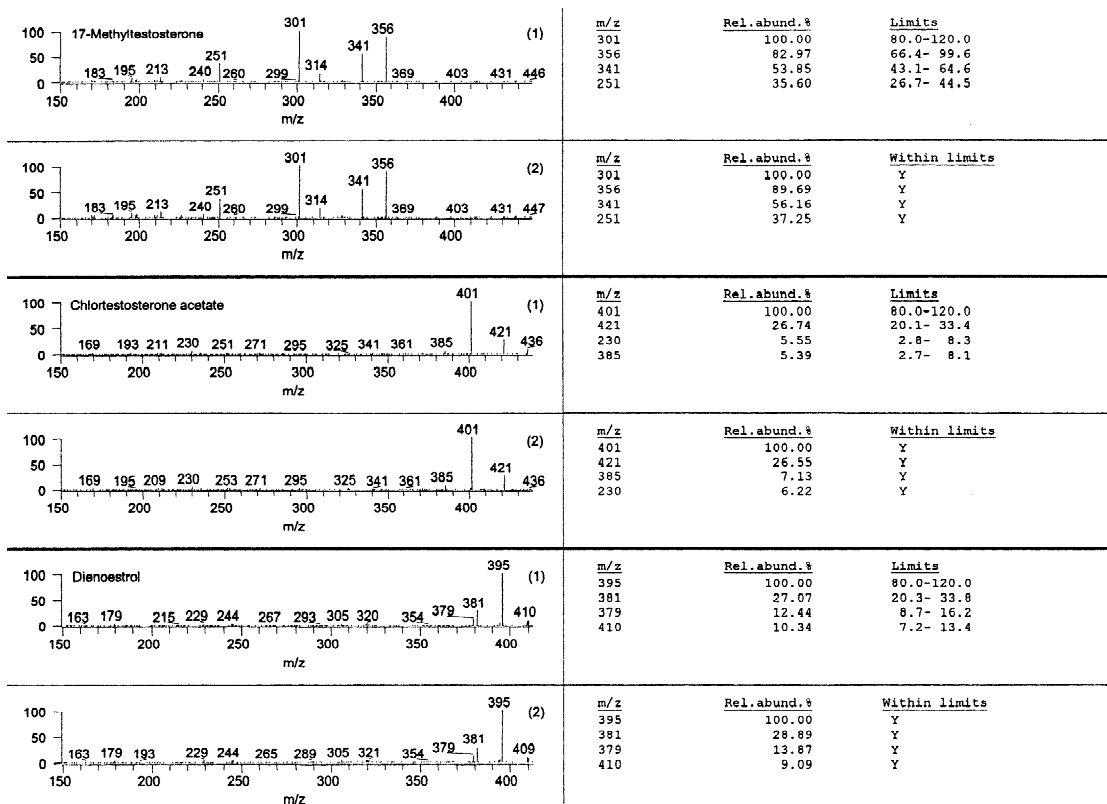 17-Methyltestosterone (1)
100
50
0
183 195 213 240 251 260 299 301 314 341 356 369 403 431 446
150 200 250 300 350 400
m/z
m/z Rel.abund.% Limits
301 100.00 80.0-120.0
356 82.97 66.4- 99.6
341 53.85 43.1- 64.6
251 35.60 26.7- 44.5
(2)
100
50
0
183 195 213 240 251 260 299 301 314 341 356 369 403 431 447
150 200 250 300 350 400
m/z
m/z Rel.abund.% Within limits
301 100.00 Y
356 89.69 Y
341 56.16 Y
251 37.25 Y
Chlortestosterone acetate (1)
100
50
0
169 193 211 230 251 271 295 325 341 361 385 401 421 436
150 200 250 300 350 400
m/z
m/z Rel.abund.% Limits
401 100.00 80.0-120.0
421 26.74 20.1- 33.4
230 5.55 2.8- 8.3
385 5.39 2.7- 8.1
(2)
100
50
0
169 195 209 230 253 271 295 325 341 361 385 401 421 436
150 200 250 300 350 400
m/z
m/z Rel.abund.% Within limits
401 100.00 Y
421 26.55 Y
385 7.13 Y
230 6.22 Y
Dienoestrol (1)
100
50
0
163 179 215 229 244 267 293 305 320 354 379 381 395 410
150 200 250 300 350 400
m/z
m/z Rel.abund.% Limits
395 100.00 80.0-120.0
381 27.07 20.3- 33.8
379 12.44 8.7- 16.2
410 10.34 7.2- 13.4
(2)
100
50
0
163 179 193 229 244 265 289 305 321 354 379 381 395 409
150 200 250 300 350 400
m/z
m/z Rel.abund.% Within limits
395 100.00 Y
381 28.89 Y
379 13.87 Y
410 9.09 Y